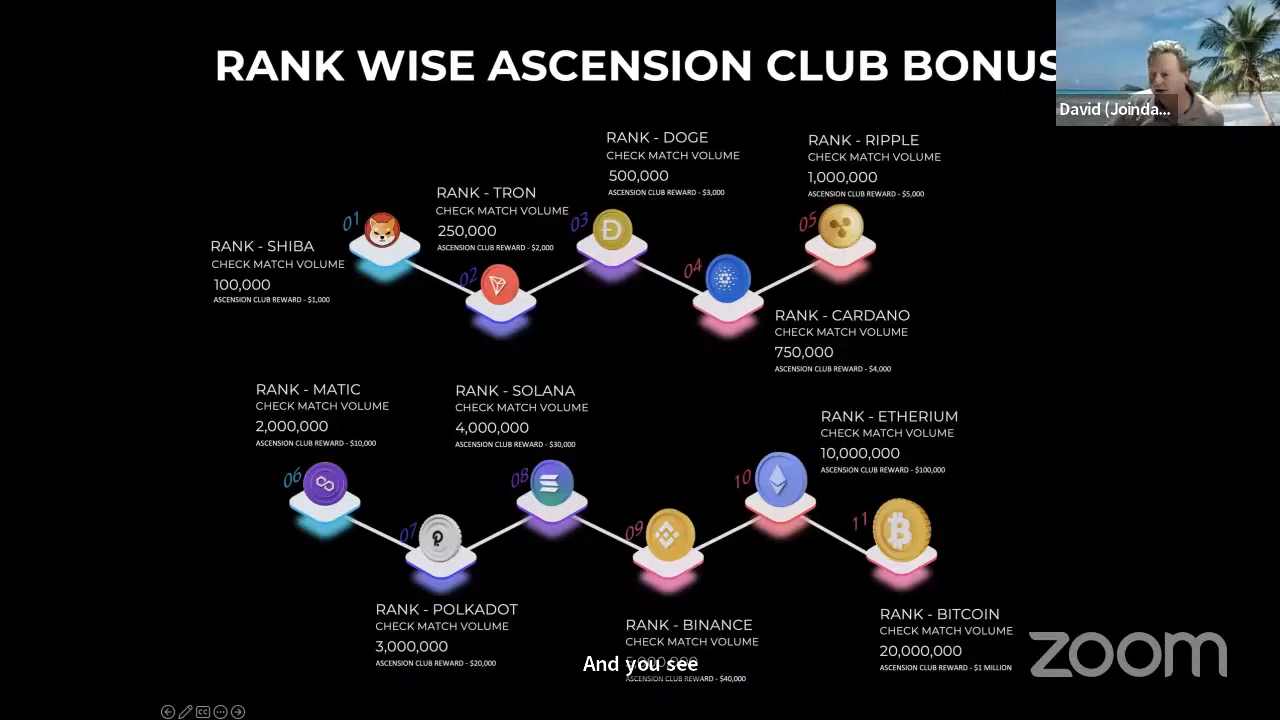 RANK WISE ASCENSION CLUB BONUS
David (Joinda...
RANK - SHIBA
CHECK MATCH VOLUME
100,000
ASCENSION CLUB REWARD - $1,000
01
RANK - TRON
CHECK MATCH VOLUME
250,000
ASCENSION CLUB REWARD - $2,000
02
RANK - DOGE
CHECK MATCH VOLUME
500,000
ASCENSION CLUB REWARD - $3,000
03
RANK - CARDANO
CHECK MATCH VOLUME
750,000
ASCENSION CLUB REWARD - $4,000
04
RANK - RIPPLE
CHECK MATCH VOLUME
1,000,000
ASCENSION CLUB REWARD - $5,000
05
RANK - MATIC
CHECK MATCH VOLUME
2,000,000
ASCENSION CLUB REWARD - $10,000
06
RANK - POLKADOT
CHECK MATCH VOLUME
3,000,000
ASCENSION CLUB REWARD - $20,000
07
RANK - SOLANA
CHECK MATCH VOLUME
4,000,000
ASCENSION CLUB REWARD - $30,000
08
RANK - BINANCE
CHECK MATCH VOLUME
ASCENSION CLUB REWARD - $40,000
09
RANK - ETHERIUM
CHECK MATCH VOLUME
10,000,000
ASCENSION CLUB REWARD - $100,000
10
RANK - BITCOIN
CHECK MATCH VOLUME
20,000,000
ASCENSION CLUB REWARD - $1 MILLION
11
And you see
zoom
CC